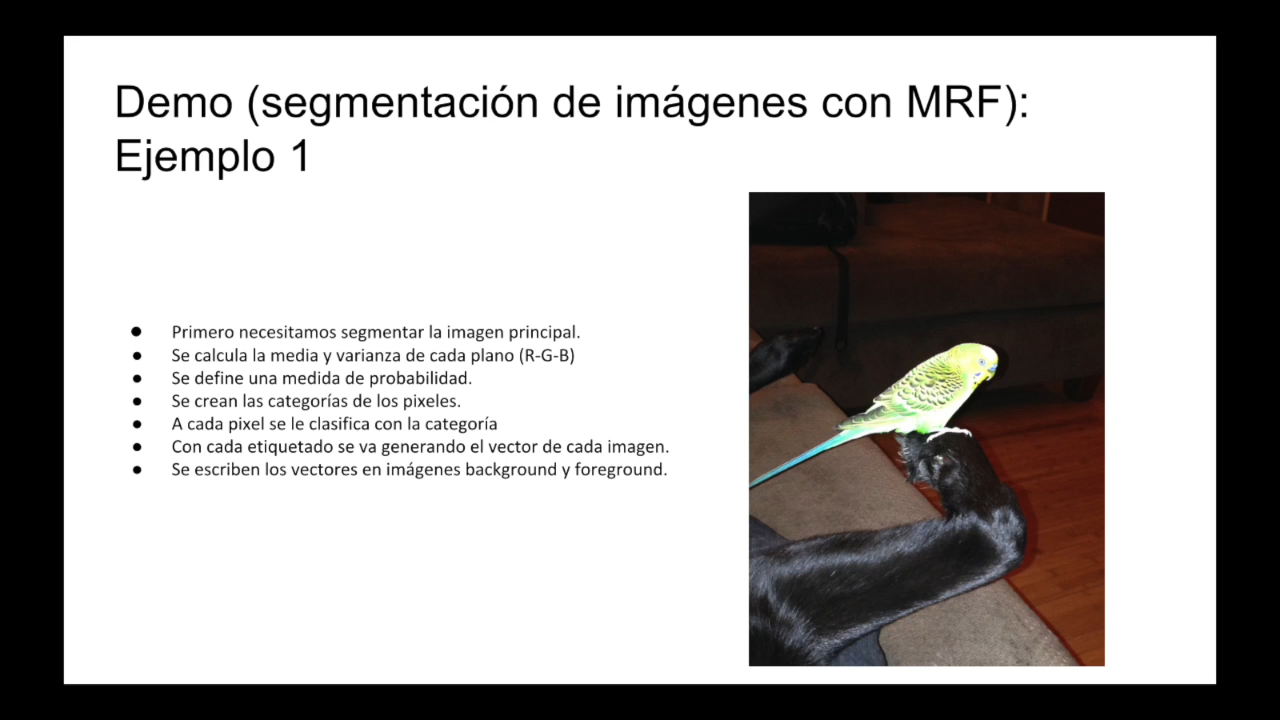 Demo (segmentación de imágenes con MRF):
Ejemplo 1
● Primero necesitamos segmentar la imagen principal.
● Se calcula la media y varianza de cada plano (R-G-B)
● Se define una medida de probabilidad.
● Se crean las categorías de los pixeles.
● A cada pixel se le clasifica con la categoría
● Con cada etiquetado se va generando el vector de cada imagen.
● Se escriben los vectores en imágenes background y foreground.